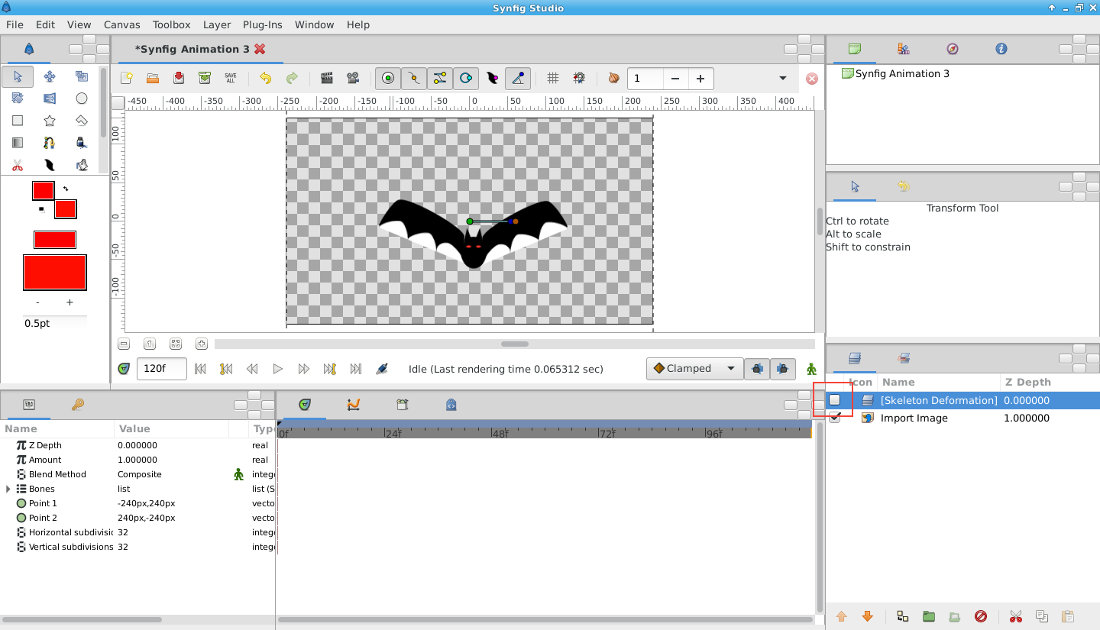 Synfig Studio
File Edit View Canvas Toolbox Layer Plug-Ins Window Help
*Synfig Animation 3
SAVE ALL
1
-450 -400 -350 -300 -250 -200 -150 -100 -50 0 50 100 150 200 250 300 350 400
100
50
0
-50
-100
0.5pt
120f
Idle (Last rendering time 0.065312 sec)
Clamped
Synfig Animation 3
Transform Tool
Ctrl to rotate
Alt to scale
Shift to constrain
Icon Name Z Depth
[Skeleton Deformation] 0.000000
Import Image 1.000000
Name Value Type
Z Depth 0.000000 real
Amount 1.000000 real
Blend Method Composite intege
Bones list list (S
Point 1 -240px,240px vecto
Point 2 240px,-240px vecto
Horizontal subdivisic 32 intege
Vertical subdivisions 32 intege
0f 24f 48f 72f 96f